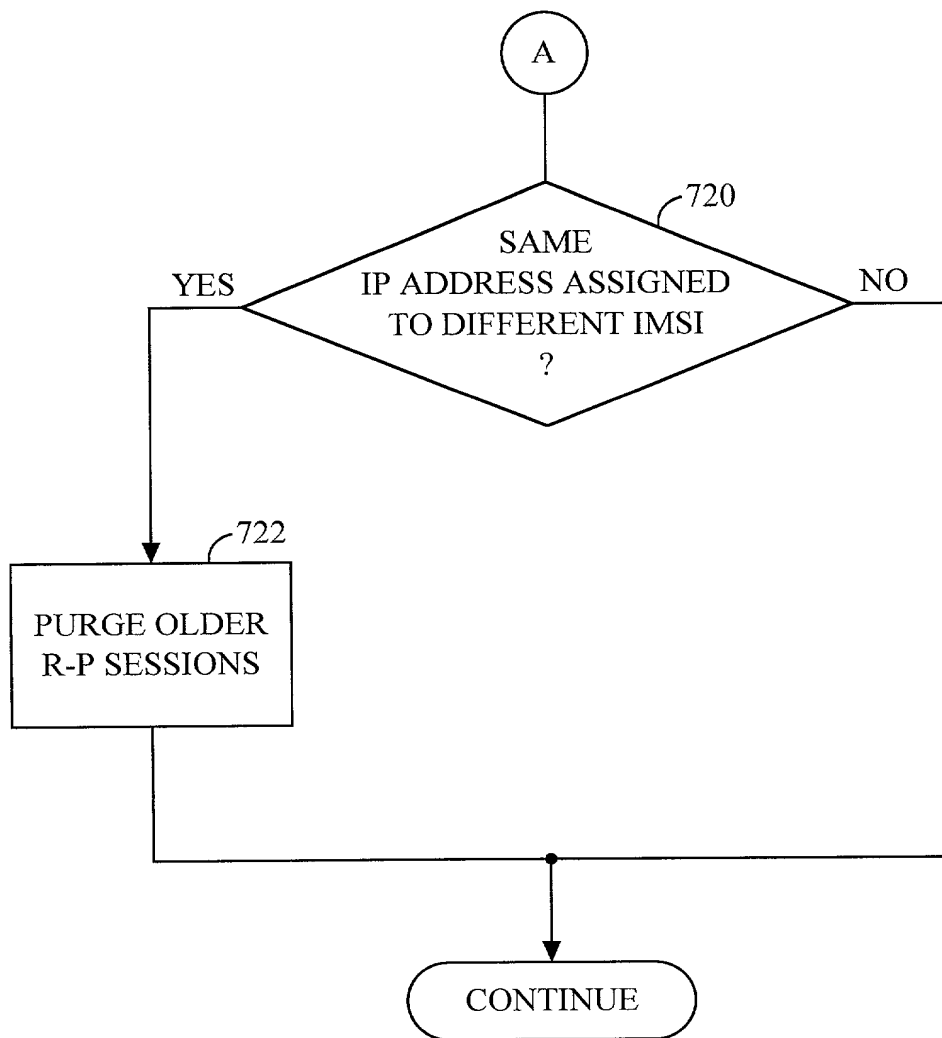 A
720
SAME
IP ADDRESS ASSIGNED
TO DIFFERENT IMSI
?
YES
NO
722
PURGE OLDER
R-P SESSIONS
CONTINUE